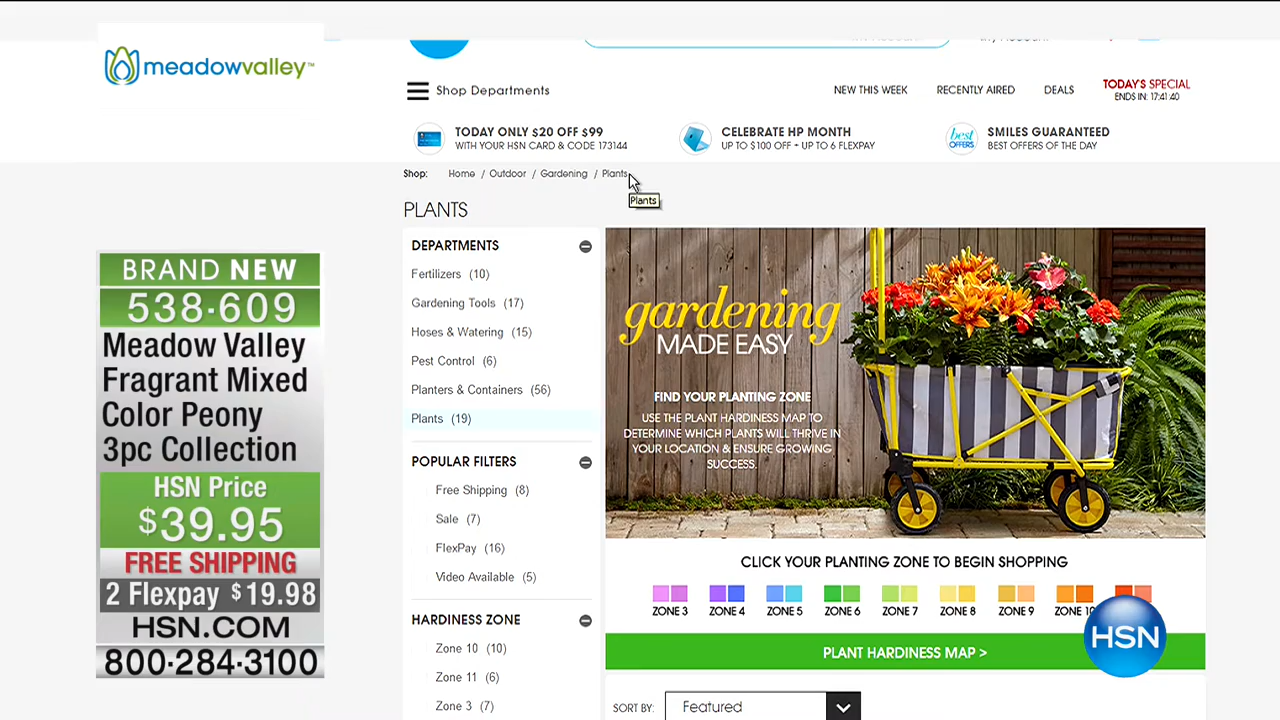 meadowvalley™
Shop Departments
NEW THIS WEEK
RECENTLY AIRED
DEALS
TODAY'S SPECIAL
ENDS IN: 17:41:40
TODAY ONLY $20 OFF $99
WITH YOUR HSN CARD & CODE 173144
CELEBRATE HP MONTH
UP TO $100 OFF + UP TO 6 FLEXPAY
best OFFERS
SMILES GUARANTEED
BEST OFFERS OF THE DAY
Shop: Home / Outdoor / Gardening / Plants
Plants
PLANTS
BRAND NEW
538·609
Meadow Valley
Fragrant Mixed
Color Peony
3pc Collection
HSN Price
$39.95
FREE SHIPPING
2 Flexpay $19.98
HSN.COM
800·284·3100
DEPARTMENTS
Fertilizers (10)
Gardening Tools (17)
Hoses & Watering (15)
Pest Control (6)
Planters & Containers (56)
Plants (19)
POPULAR FILTERS
Free Shipping (8)
Sale (7)
FlexPay (16)
Video Available (5)
HARDINESS ZONE
Zone 10 (10)
Zone 11 (6)
Zone 3 (7)
gardening
MADE EASY
FIND YOUR PLANTING ZONE
USE THE PLANT HARDINESS MAP TO
DETERMINE WHICH PLANTS WILL THRIVE IN
YOUR LOCATION & ENSURE GROWING
SUCCESS.
CLICK YOUR PLANTING ZONE TO BEGIN SHOPPING
ZONE 3
ZONE 4
ZONE 5
ZONE 6
ZONE 7
ZONE 8
ZONE 9
ZONE 10
HSN
PLANT HARDINESS MAP >
SORT BY: Featured